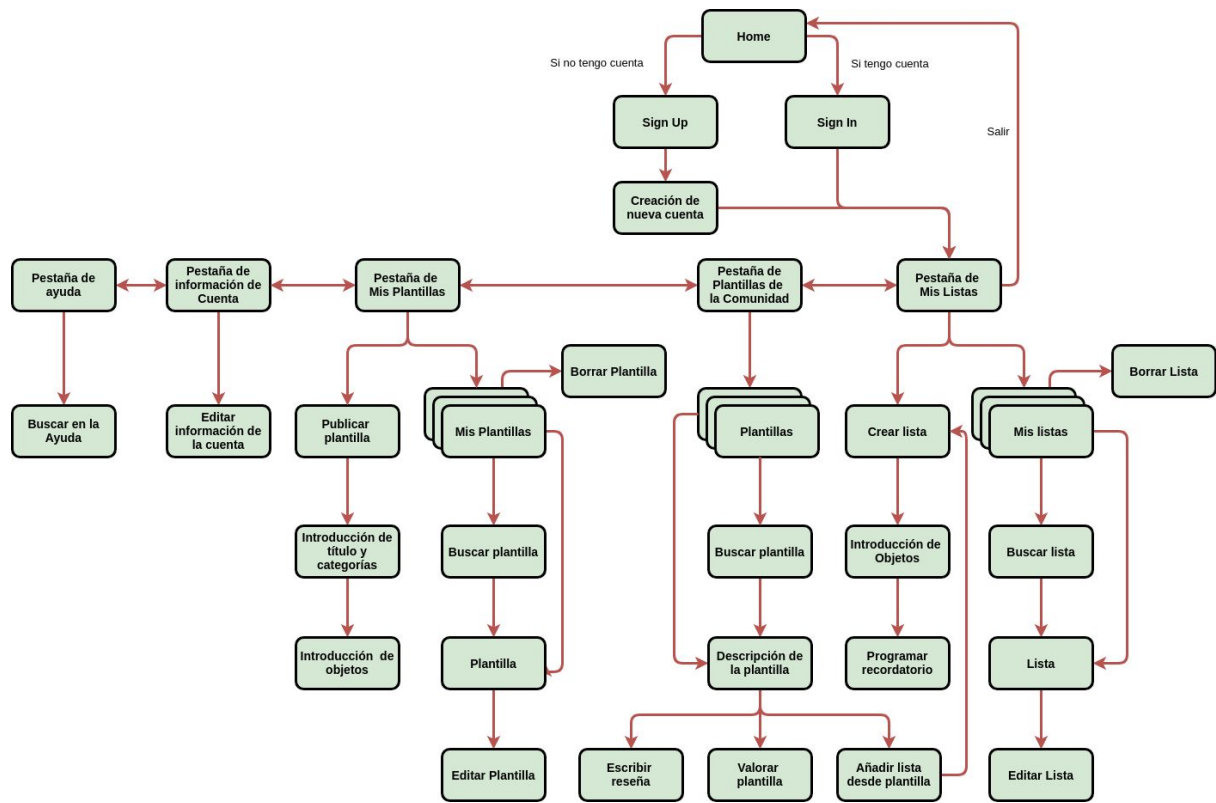 Home
Si no tengo cuenta
Si tengo cuenta
Sign Up
Sign In
Salir
Creación de
nueva cuenta
Pestaña de
ayuda
Pestaña de
información de
Cuenta
Pestaña de
Mis Plantillas
Pestaña de
Plantillas de
la Comunidad
Pestaña de
Mis Listas
Borrar Plantilla
Borrar Lista
Buscar en la
Ayuda
Editar
información de
la cuenta
Publicar
plantilla
Mis Plantillas
Plantillas
Crear lista
Mis listas
Introducción de
título y
categorías
Buscar plantilla
Buscar plantilla
Introducción de
Objetos
Buscar lista
Introducción de
objetos
Plantilla
Descripción de
la plantilla
Programar
recordatorio
Lista
Editar Plantilla
Escribir
reseña
Valorar
plantilla
Añadir lista
desde plantilla
Editar Lista